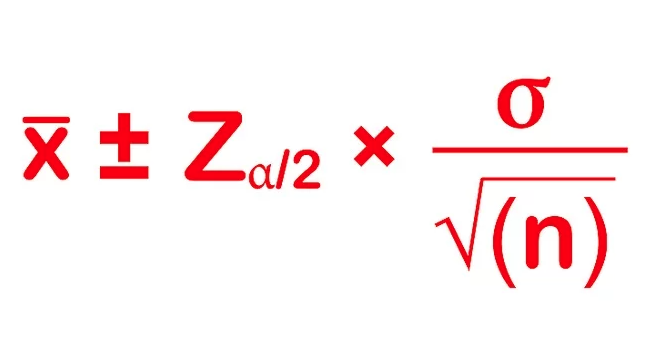 x̅ ± Z_α/2 × σ/√(n)